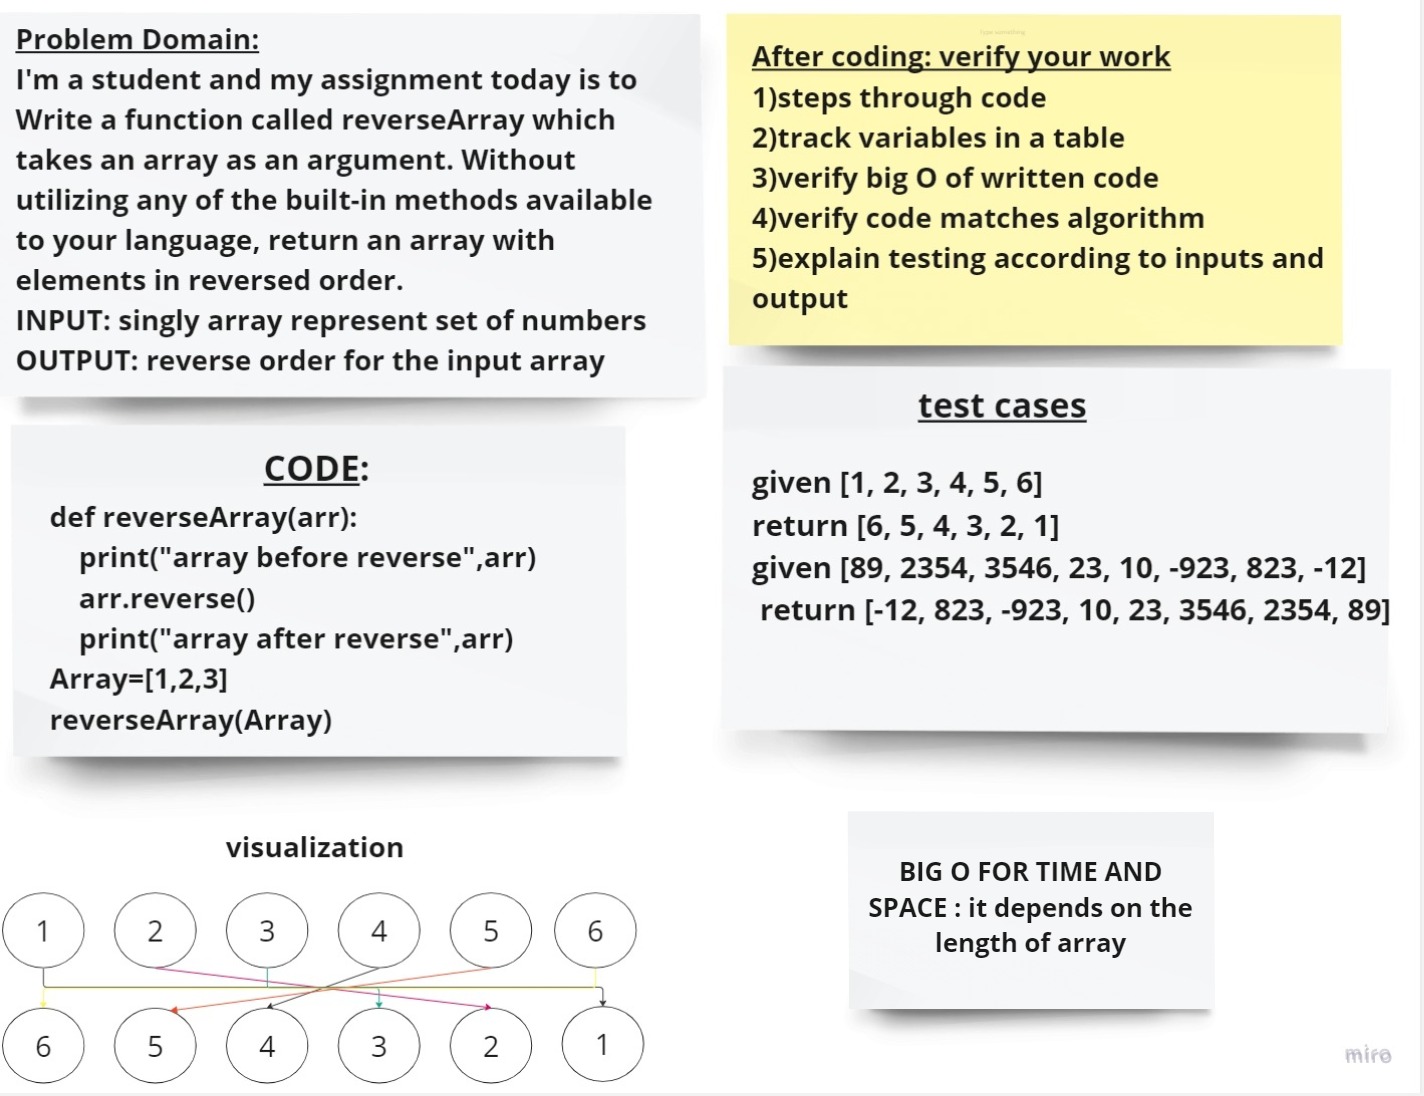 Problem Domain:
I'm a student and my assignment today is to
Write a function called reverseArray which
takes an array as an argument. Without
utilizing any of the built-in methods available
to your language, return an array with
elements in reversed order.
INPUT: singly array represent set of numbers
OUTPUT: reverse order for the input array
Type something
After coding: verify your work
1)steps through code
2)track variables in a table
3)verify big O of written code
4)verify code matches algorithm
5)explain testing according to inputs and
output
CODE:
def reverseArray(arr):
print("array before reverse",arr)
arr.reverse()
print("array after reverse",arr)
Array=[1,2,3]
reverseArray(Array)
test cases
given [1, 2, 3, 4, 5, 6]
return [6, 5, 4, 3, 2, 1]
given [89, 2354, 3546, 23, 10, -923, 823, -12]
return [-12, 823, -923, 10, 23, 3546, 2354, 89]
visualization
1 2 3 4 5 6
6 5 4 3 2 1
BIG O FOR TIME AND
SPACE : it depends on the
length of array
miro